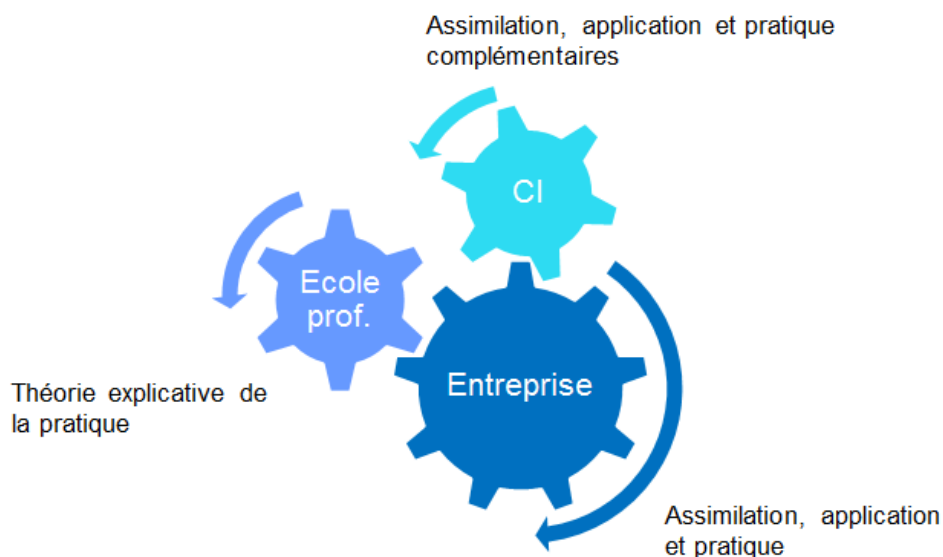 Assimilation, application et pratique
complémentaires
CI
Ecole
prof.
Entreprise
Théorie explicative de
la pratique
Assimilation, application
et pratique